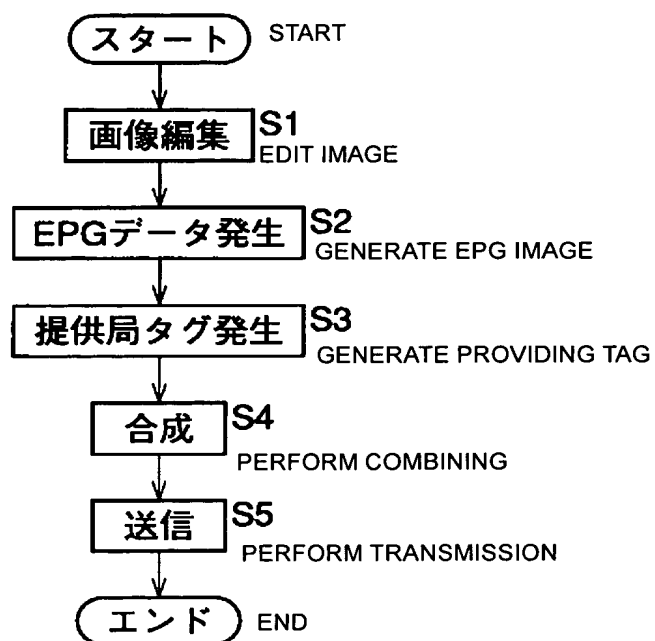 スタート START
画像編集 S1
EDIT IMAGE
EPGデータ発生 S2
GENERATE EPG IMAGE
提供局タグ発生 S3
GENERATE PROVIDING TAG
合成 S4
PERFORM COMBINING
送信 S5
PERFORM TRANSMISSION
エンド END